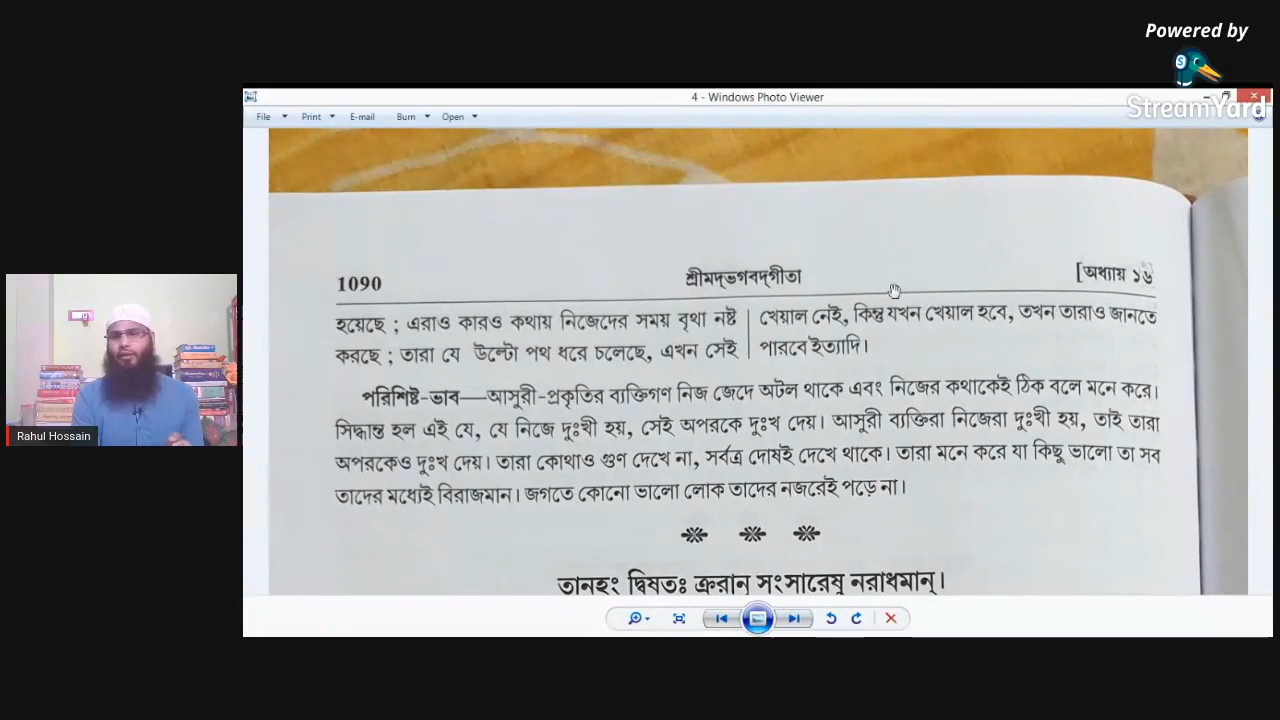 Powered by
StreamYard
4 - Windows Photo Viewer
File Print E-mail Burn Open
1090 শ্রীমদ্ভগবদ্গীতা [অধ্যায় ১৬
হয়েছে ; এরাও কারও কথায় নিজেদের সময় বৃথা নষ্ট
করছে ; তারা যে উল্টো পথ ধরে চলেছে, এখন সেই
খেয়াল নেই, কিন্তু যখন খেয়াল হবে, তখন তারাও জানতে
পারবে ইত্যাদি।
পরিশিষ্ট-ভাব—আসুরী-প্রকৃতির ব্যক্তিগণ নিজ জেদে অটল থাকে এবং নিজের কথাকেই ঠিক বলে মনে করে।
সিদ্ধান্ত হল এই যে, যে নিজে দুঃখী হয়, সেই অপরকে দুঃখ দেয়। আসুরী ব্যক্তিরা নিজেরা দুঃখী হয়, তাই তারা
অপরকেও দুঃখ দেয়। তারা কোথাও গুণ দেখে না, সর্বত্র দোষই দেখে থাকে। তারা মনে করে যা কিছু ভালো তা সব
তাদের মধ্যেই বিরাজমান। জগতে কোনো ভালো লোক তাদের নজরেই পড়ে না।
তানহং দ্বিষতঃ ক্রূরান্ সংসারেষু নরাধমান্।
Rahul Hossain